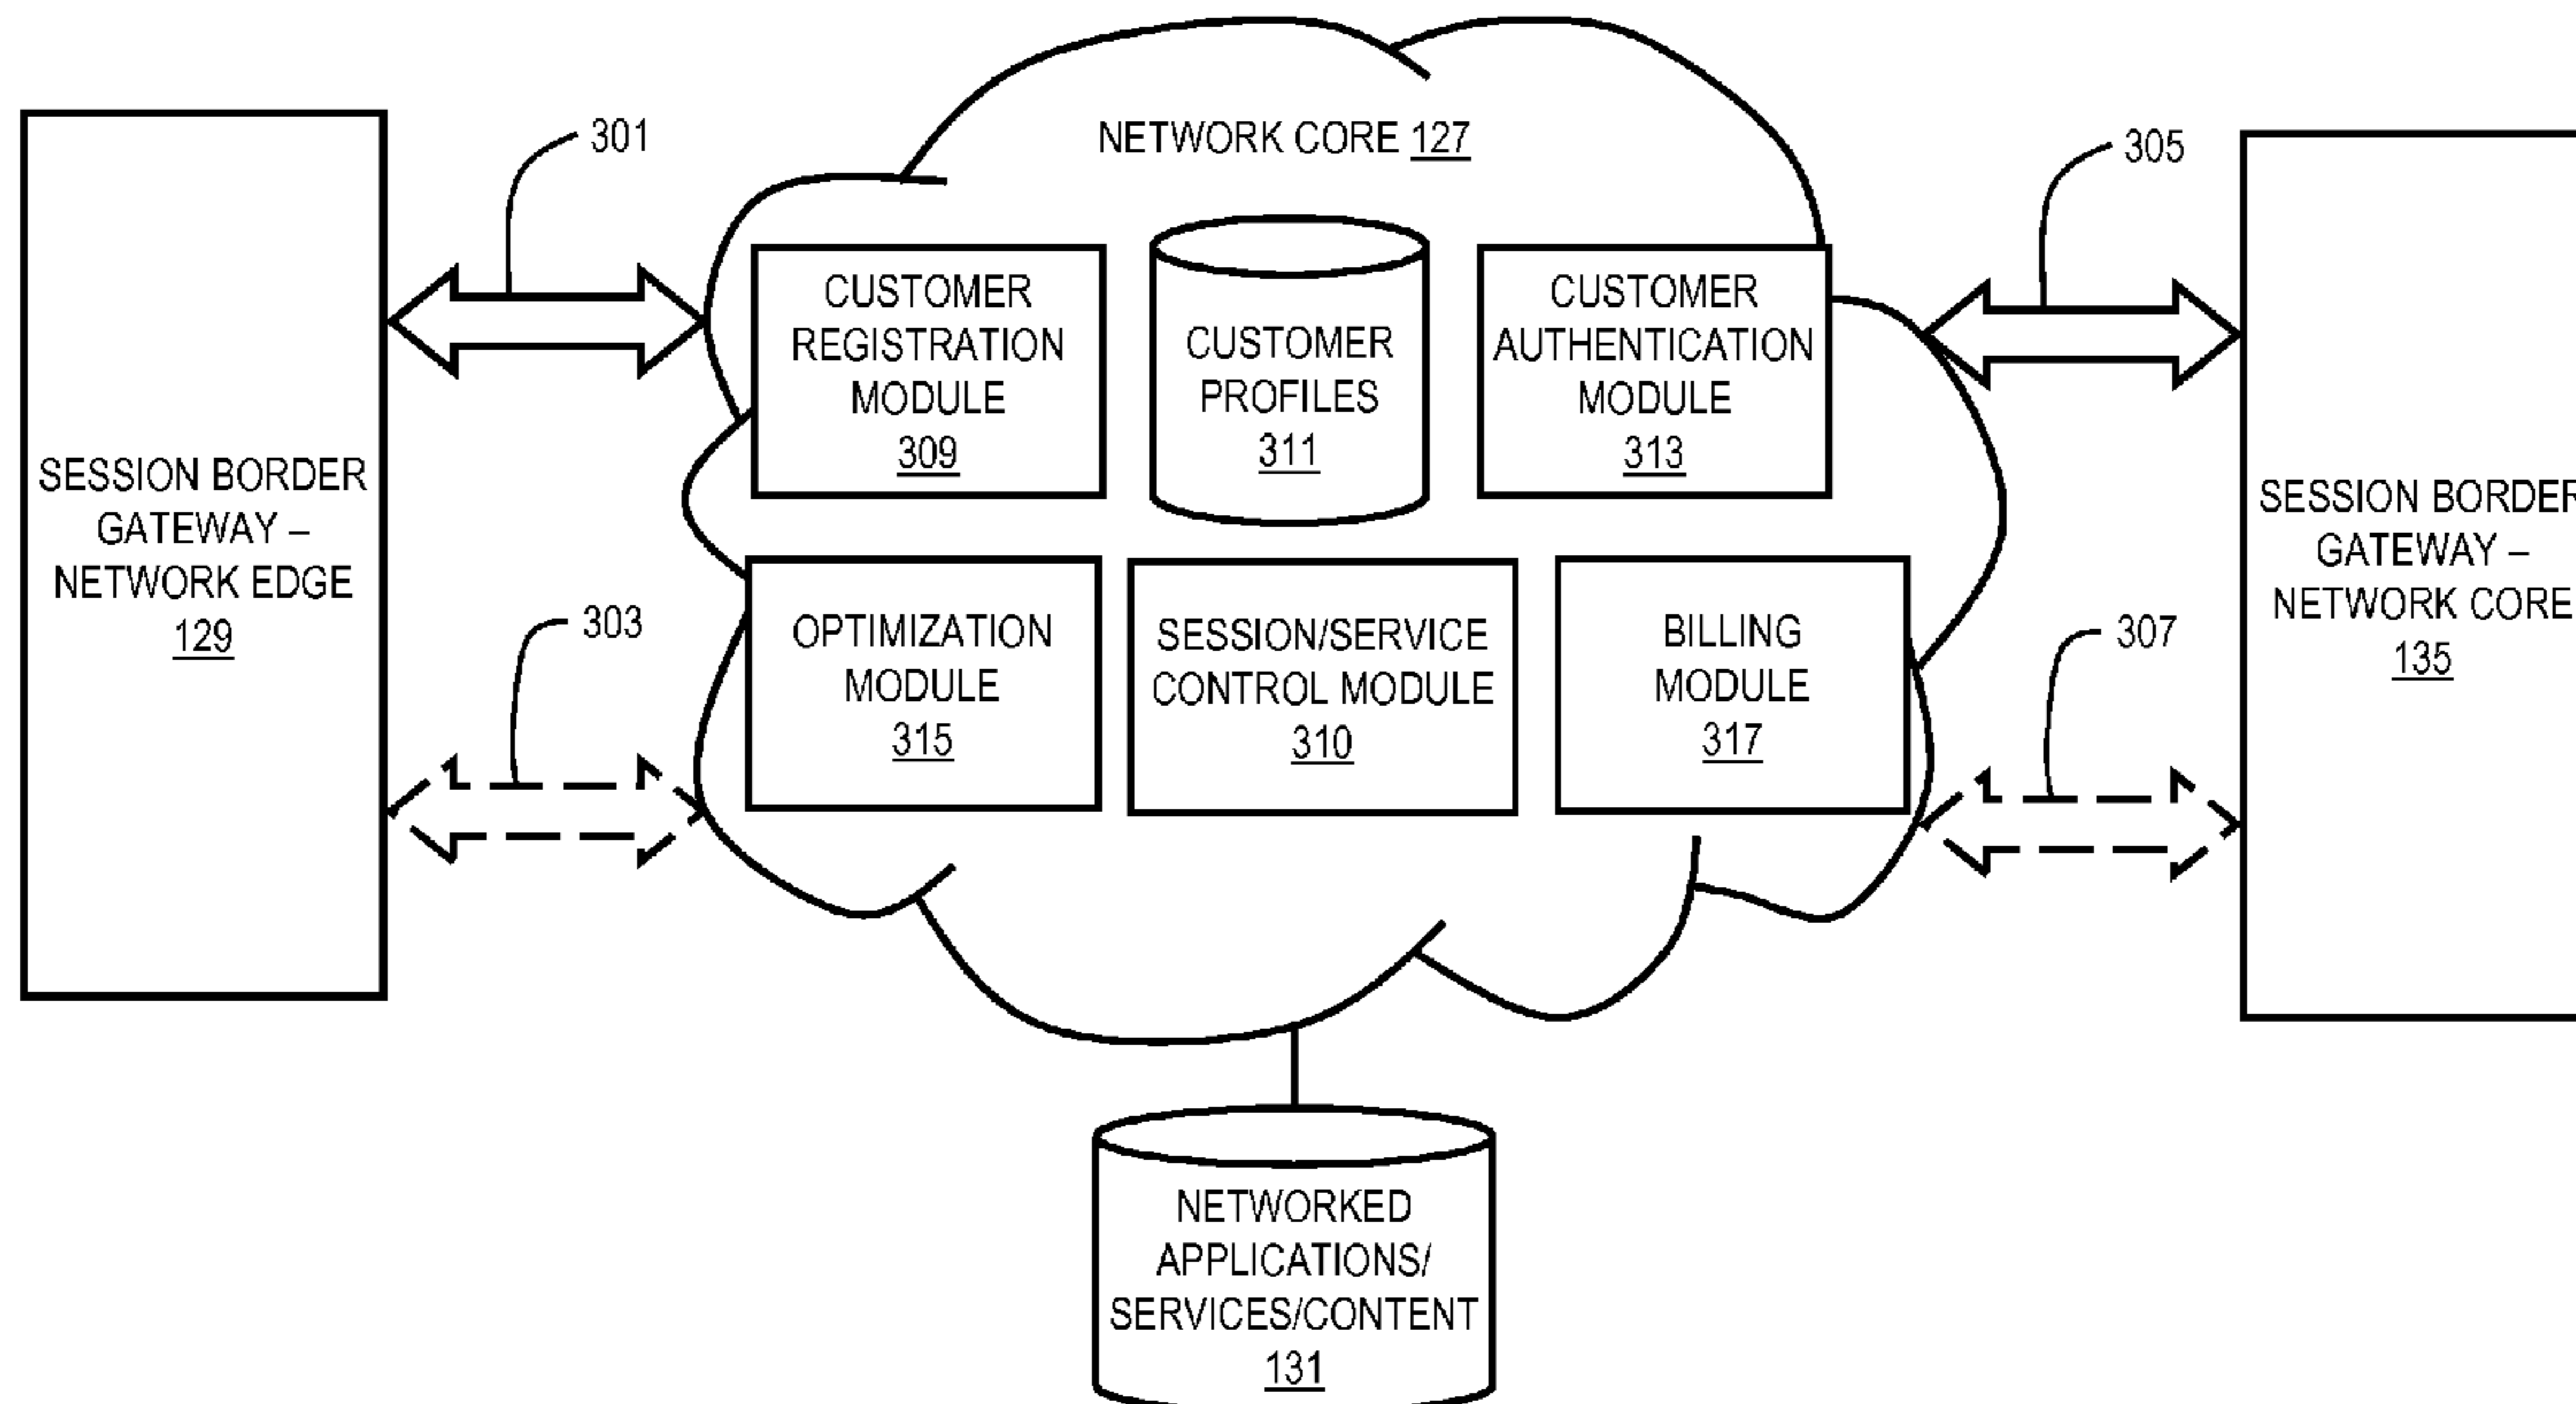 NETWORK CORE 127
301
305
CUSTOMER
REGISTRATION
MODULE
309
CUSTOMER
PROFILES
311
CUSTOMER
AUTHENTICATION
MODULE
313
SESSION BORDER
GATEWAY –
NETWORK EDGE
129
SESSION BORDER
GATEWAY –
NETWORK CORE
135
303
307
OPTIMIZATION
MODULE
315
SESSION/SERVICE
CONTROL MODULE
310
BILLING
MODULE
317
NETWORKED
APPLICATIONS/
SERVICES/CONTENT
131